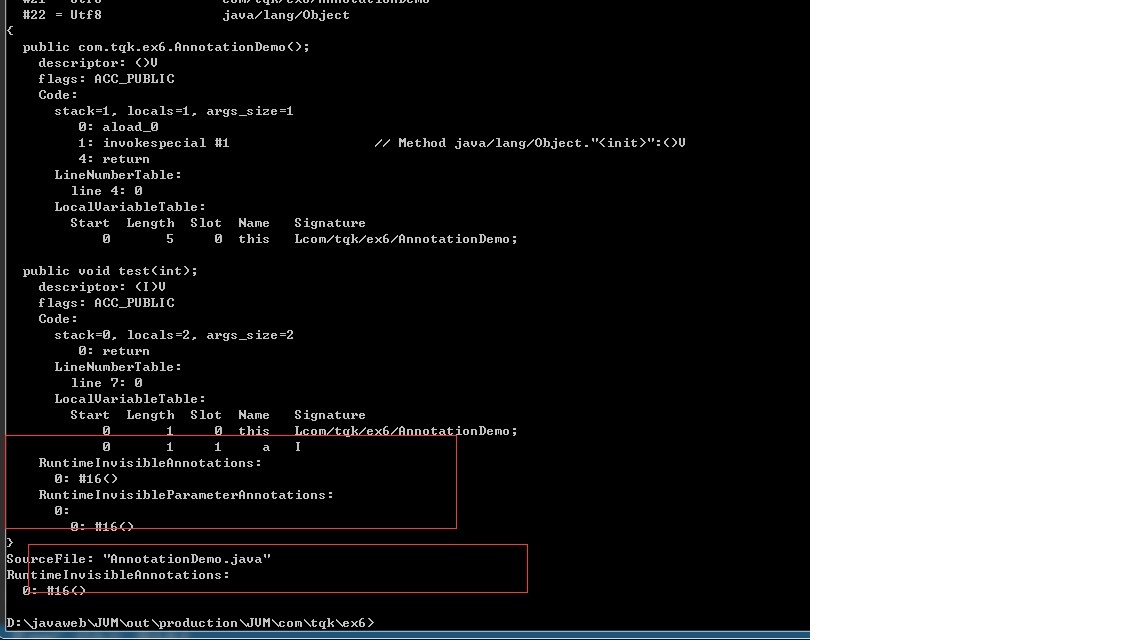 #22 = Utf8               java/lang/Object
{
  public com.tqk.ex6.AnnotationDemo();
    descriptor: ()V
    flags: ACC_PUBLIC
    Code:
      stack=1, locals=1, args_size=1
         0: aload_0
         1: invokespecial #1                  // Method java/lang/Object."<init>":()V
         4: return
      LineNumberTable:
        line 4: 0
      LocalVariableTable:
        Start  Length  Slot  Name   Signature
            0       5     0  this   Lcom/tqk/ex6/AnnotationDemo;
  public void test(int);
    descriptor: (I)V
    flags: ACC_PUBLIC
    Code:
      stack=0, locals=2, args_size=2
         0: return
      LineNumberTable:
        line 7: 0
      LocalVariableTable:
        Start  Length  Slot  Name   Signature
            0       1     0  this   Lcom/tqk/ex6/AnnotationDemo;
            0       1     1     a   I
    RuntimeInvisibleAnnotations:
      0: #16()
    RuntimeInvisibleParameterAnnotations:
      0:
        0: #16()
}
SourceFile: "AnnotationDemo.java"
RuntimeInvisibleAnnotations:
  0: #16()
D:\javaweb\JVM\out\production\JVM\com\tqk\ex6>